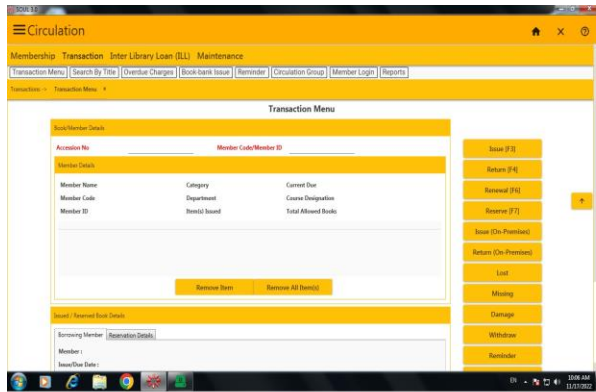 SOUL 3.0
Circulation
Membership Transaction Inter Library Loan (ILL) Maintenance
Transaction Menu Search By Title Overdue Charges Book-bank Issue Reminder Circulation Group Member Login Reports
Transactions -> Transaction Menu
Transaction Menu
Book/Member Details
Accession No Member Code/Member ID
Member Details
Member Name Category Current Due
Member Code Department Course Designation
Member ID Item(s) Issued Total Allowed Books
Remove Item Remove All Item(s)
Issued / Reserved Book Details
Borrowing Member Reservation Details
Member :
Issue/Due Date :
Issue [F3]
Return [F4]
Renewal [F6]
Reserve [F7]
Issue (On-Premises)
Return (On-Premises)
Lost
Missing
Damage
Withdraw
Reminder
EN 10:06 AM
11/17/2022